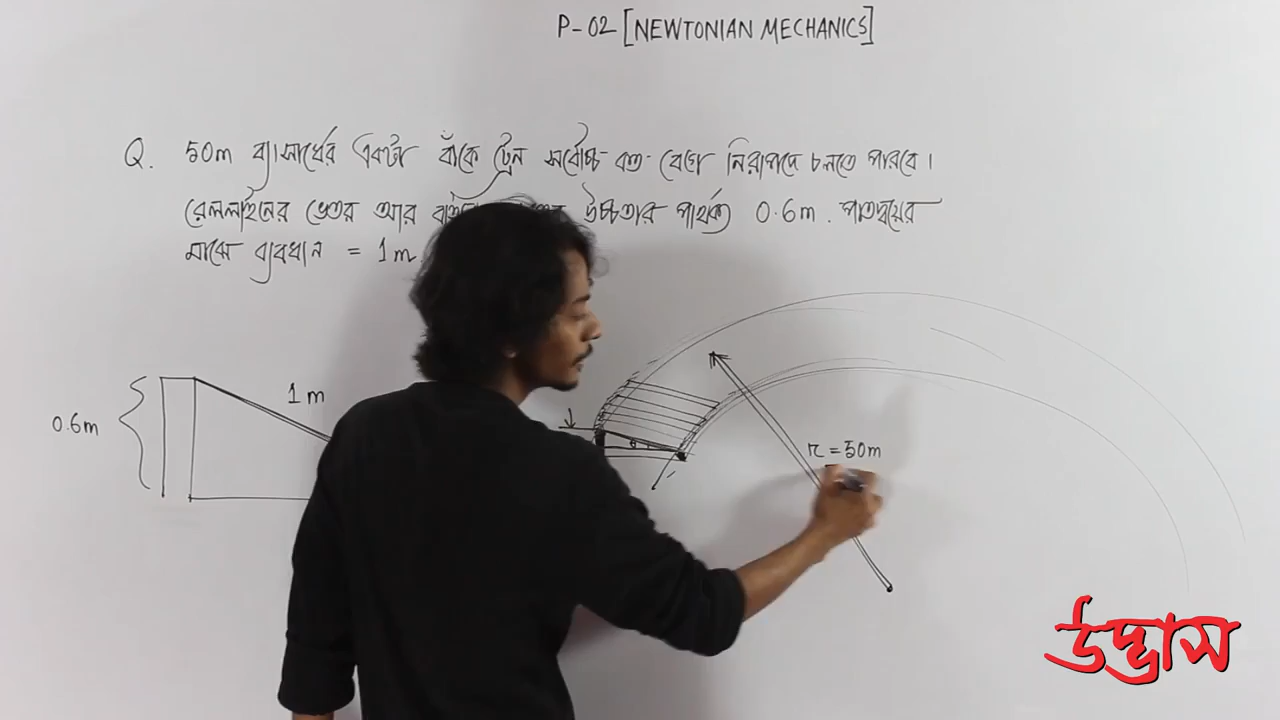 P-02 [NEWTONIAN MECHANICS]
Q. 50m ব্যাসার্ধের একটা বাঁকে ট্রেন সর্বোচ্চ কত বেগে নিরাপদে চলতে পারবে।
রেললাইনের ভেতর আর উচ্চতার পার্থক্য 0.6m. পাতদ্বয়ের
মাঝে ব্যবধান = 1m
1m
0.6m
r = 50m
θ
উদ্ভাস